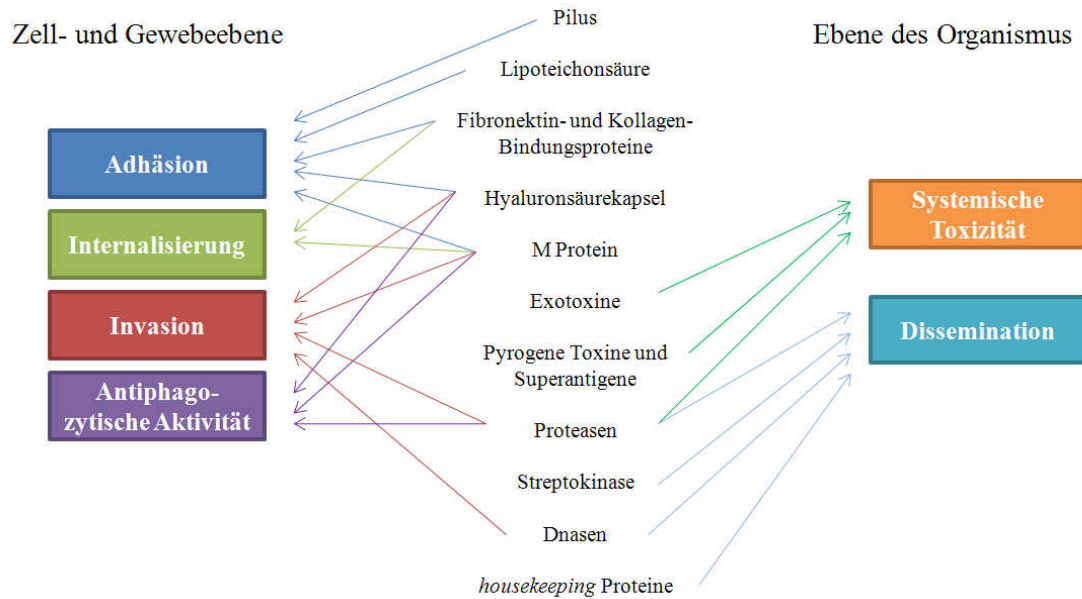 Zell- und Gewebeebene
Adhäsion
Internalisierung
Invasion
Antiphago-
zytische Aktivität
Pilus
Lipoteichonsäure
Fibronektin- und Kollagen-
Bindungsproteine
Hyaluronsäurekapsel
M Protein
Exotoxine
Pyrogene Toxine und
Superantigene
Proteasen
Streptokinase
Dnasen
housekeeping Proteine
Ebene des Organismus
Systemische
Toxizität
Dissemination